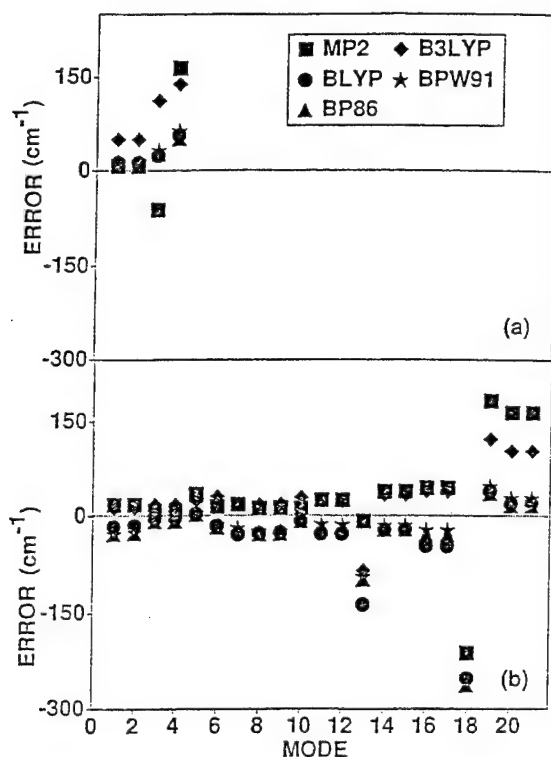 MP2 B3LYP
BLYP BPW91
BP86
ERROR (cm⁻¹)
150
0
-150
-300
(a)
ERROR (cm⁻¹)
150
0
-150
-300
(b)
0 2 4 6 8 10 12 14 16 18 20
MODE